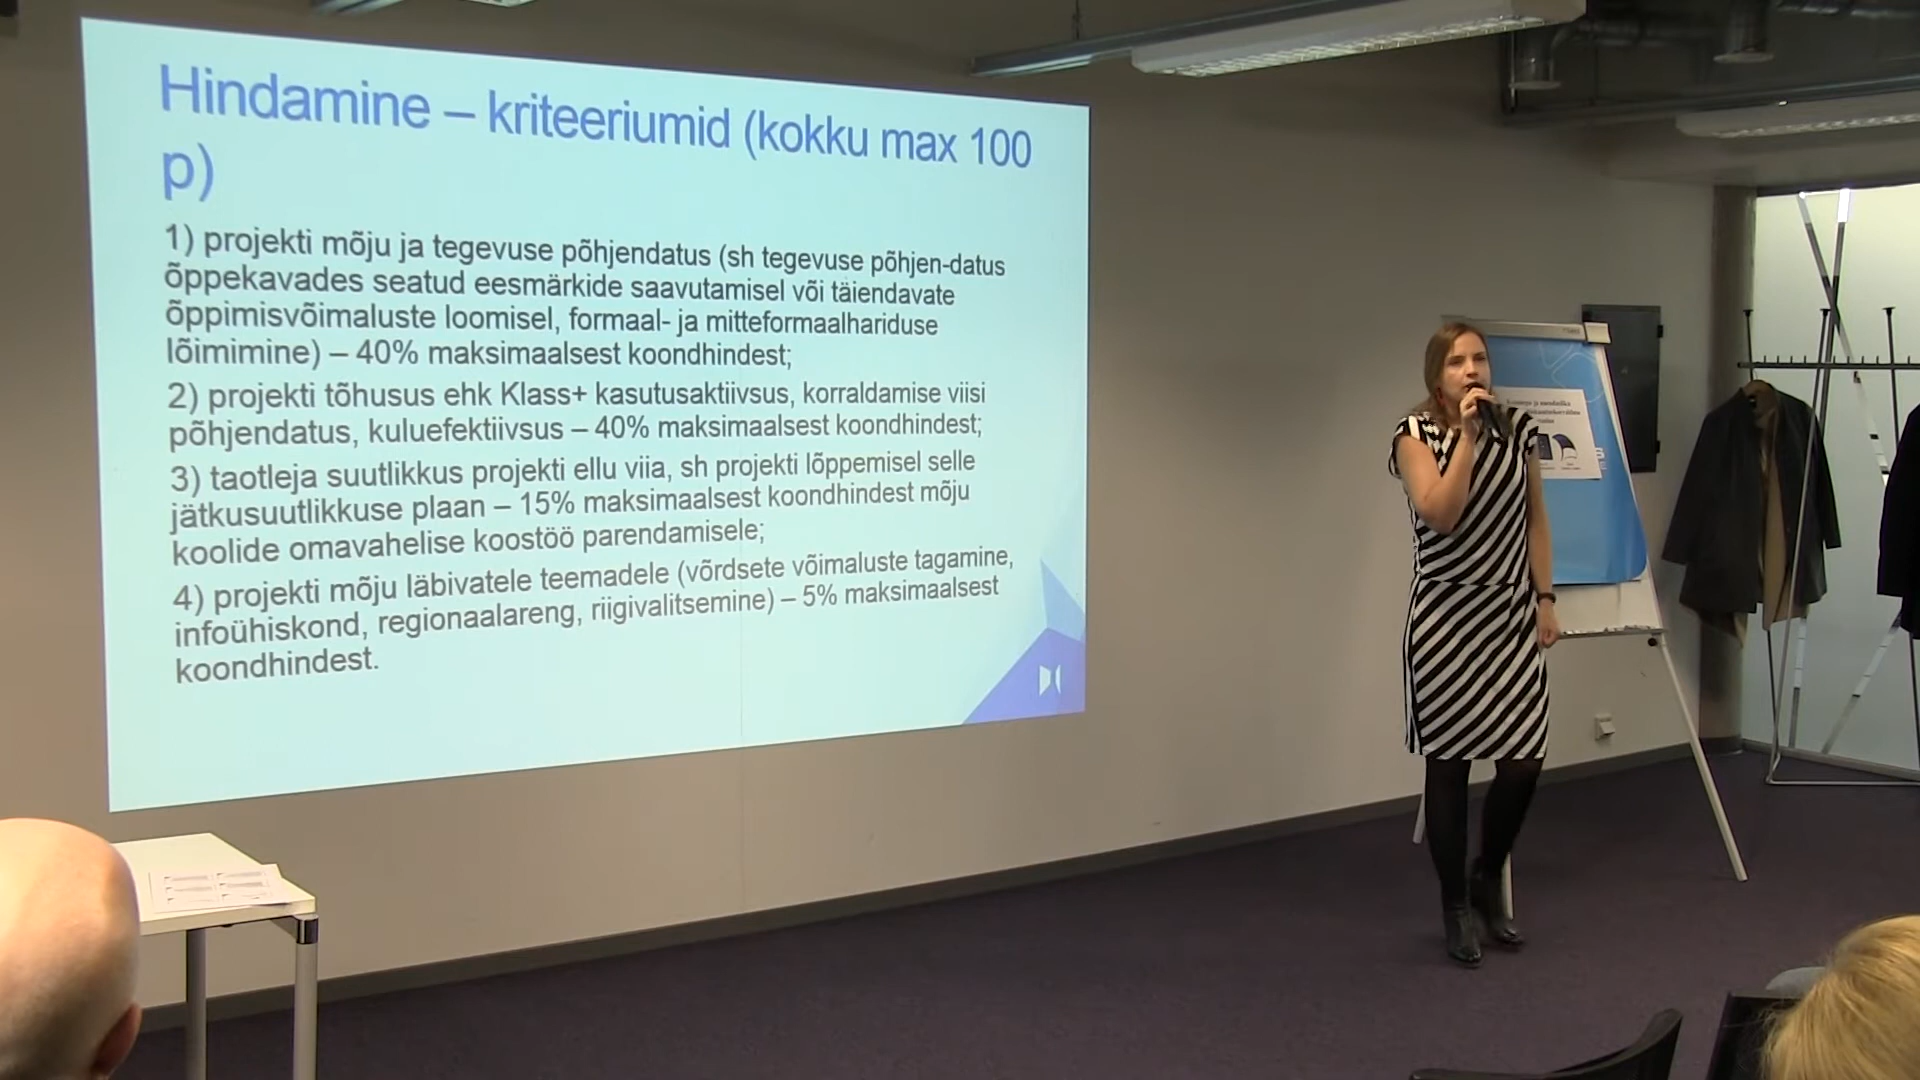 Hindamine – kriteeriumid (kokku max 100
p)
1) projekti mõju ja tegevuse põhjendatus (sh tegevuse põhjen-datus
õppekavades seatud eesmärkide saavutamisel või täiendavate
õppimisvõimaluste loomisel, formaal- ja mitteformaalhariduse
lõimimine) – 40% maksimaalsest koondhindest;
2) projekti tõhusus ehk Klass+ kasutusaktiivsus, korraldamise viisi
põhjendatus, kuluefektiivsus – 40% maksimaalsest koondhindest;
3) taotleja suutlikkus projekti ellu viia, sh projekti lõppemisel selle
jätkusuutlikkuse plaan – 15% maksimaalsest koondhindest mõju
koolide omavahelise koostöö parendamisele;
4) projekti mõju läbivatele teemadele (võrdsete võimaluste tagamine,
infoühiskond, regionaalareng, riigivalitsemine) – 5% maksimaalsest
koondhindest.